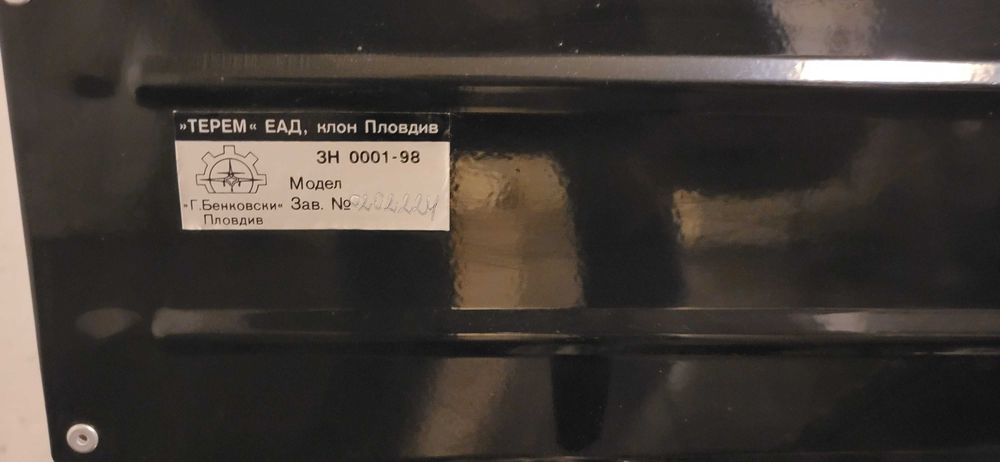 »ТЕРЕМ« ЕАД, клон Пловдив
ЗН 0001-98
Модел
"Г.Бенковски" Зав. №
Пловдив